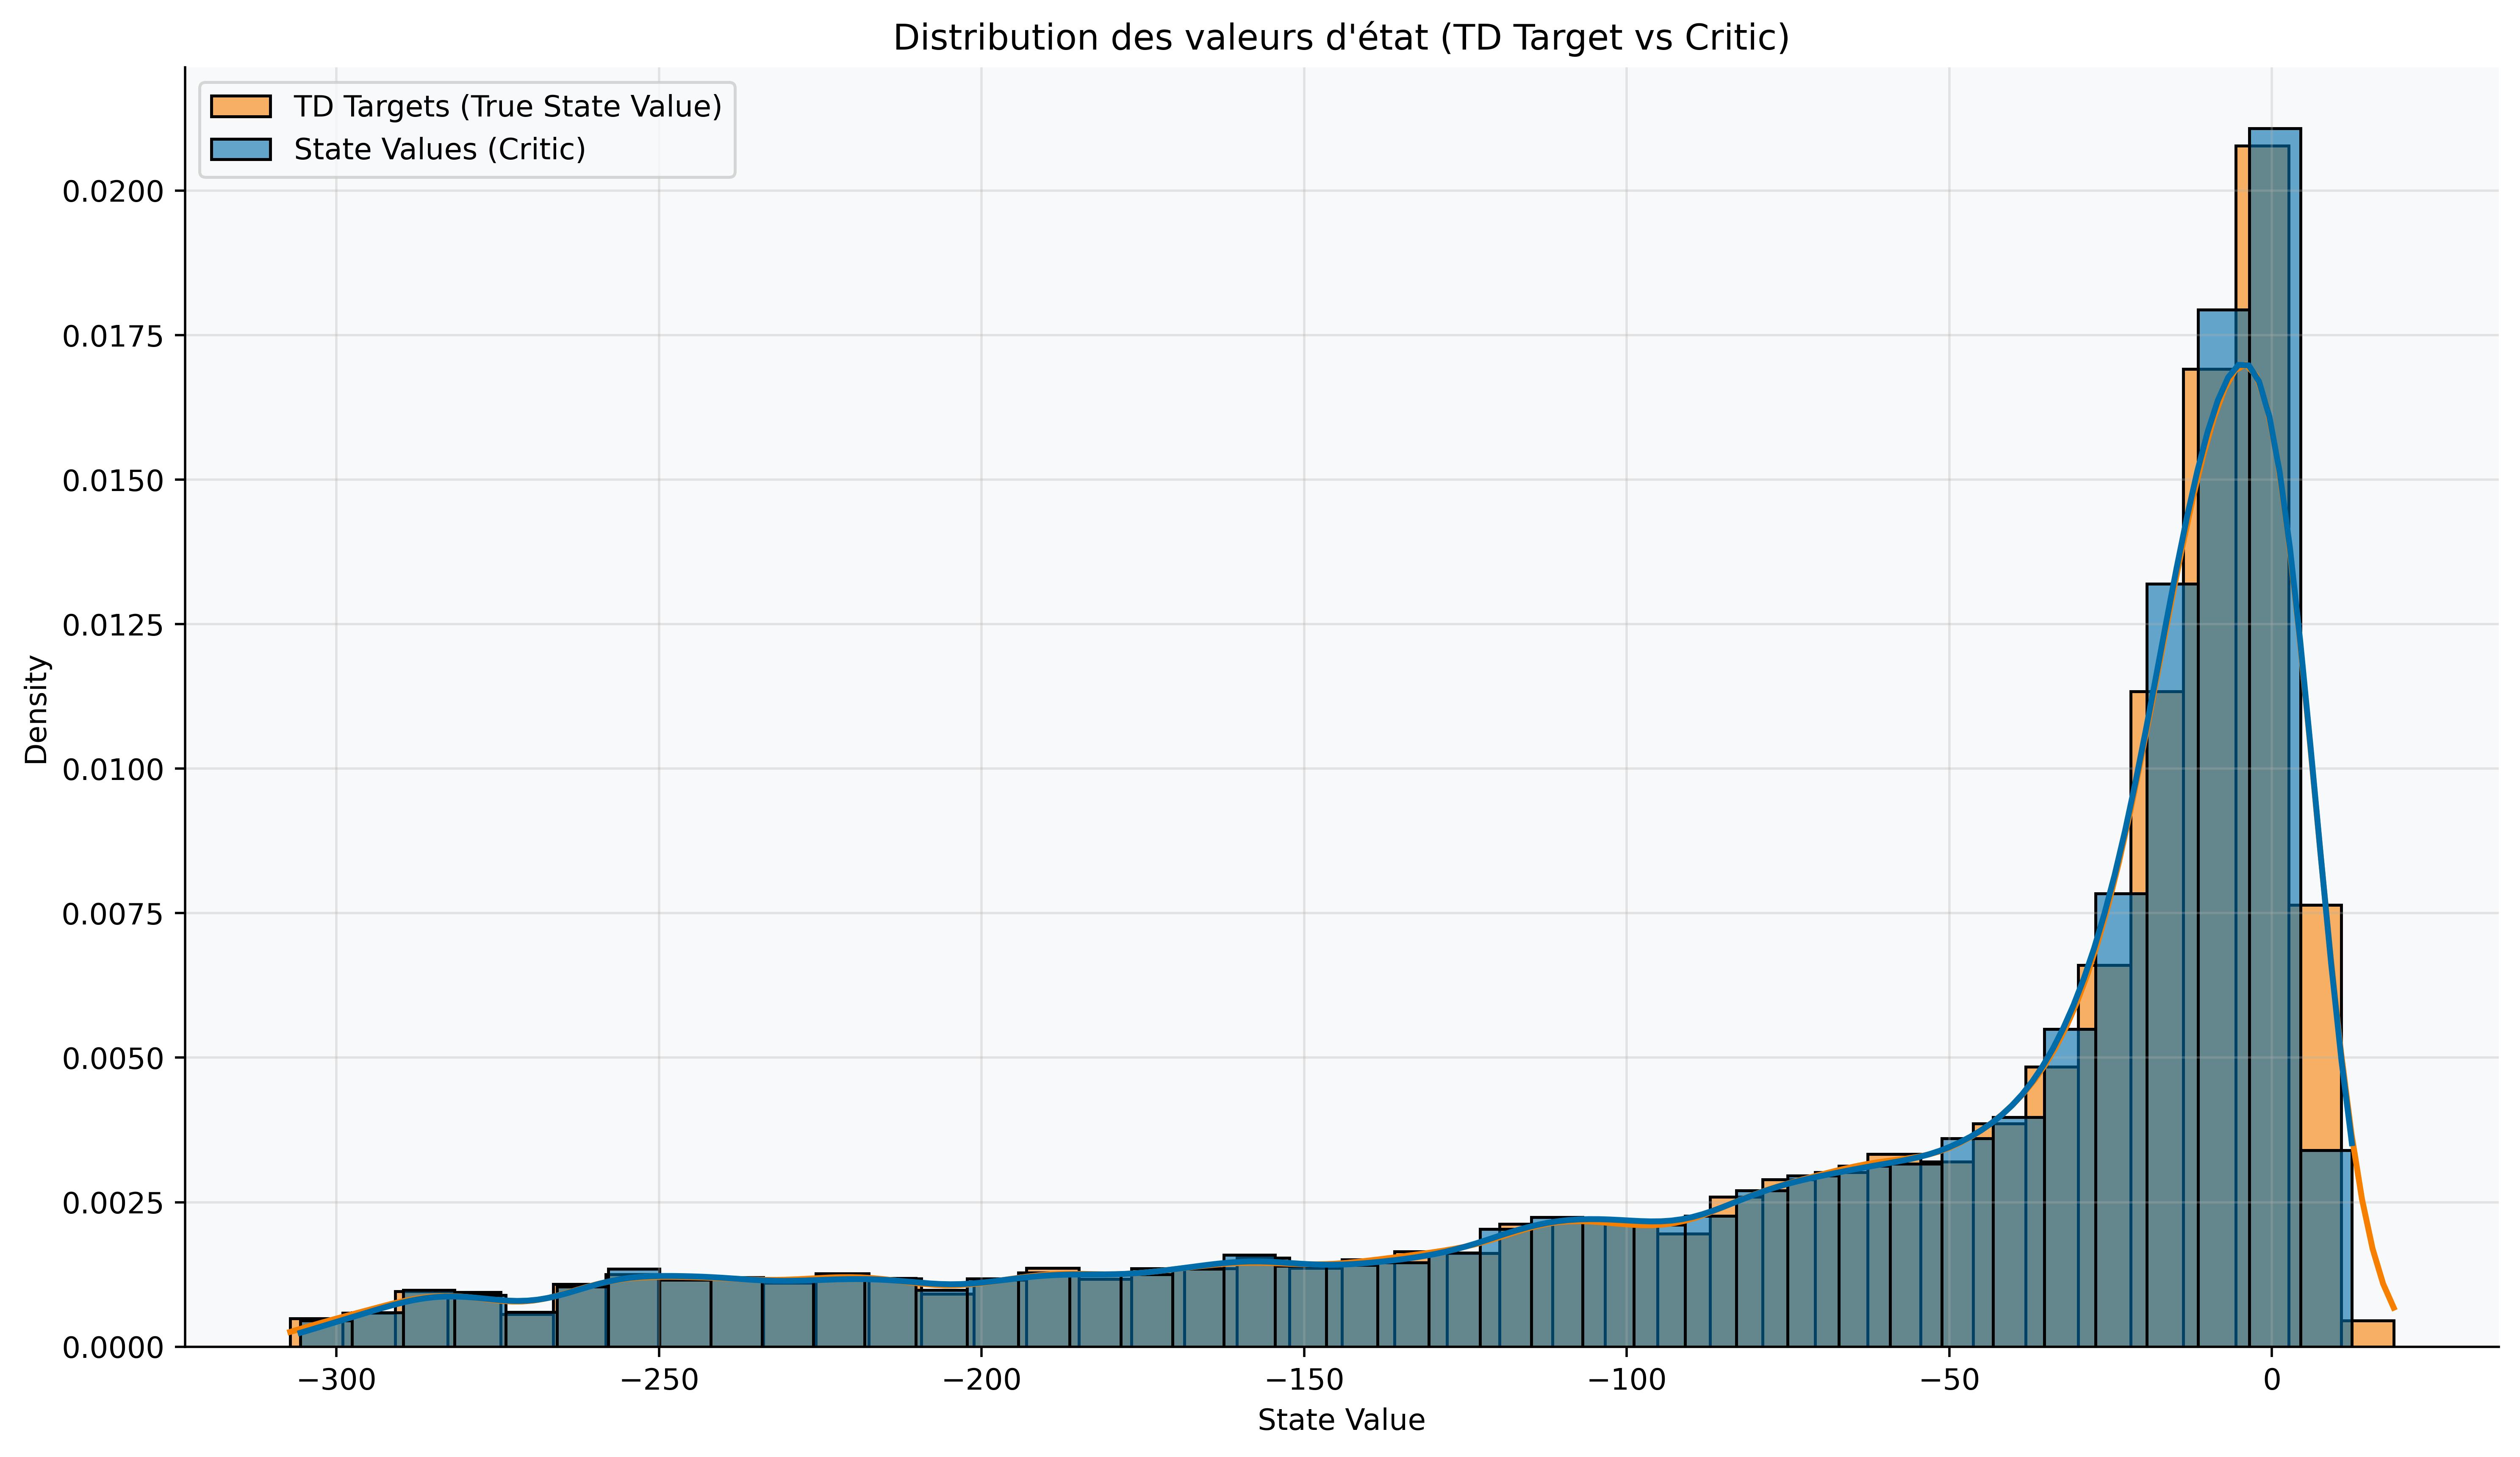 Distribution des valeurs d'état (TD Target vs Critic)
TD Targets (True State Value)
State Values (Critic)
0.0200
0.0175
0.0150
0.0125
0.0100
0.0075
0.0050
0.0025
0.0000
Density
−300 −250 −200 −150 −100 −50 0
State Value